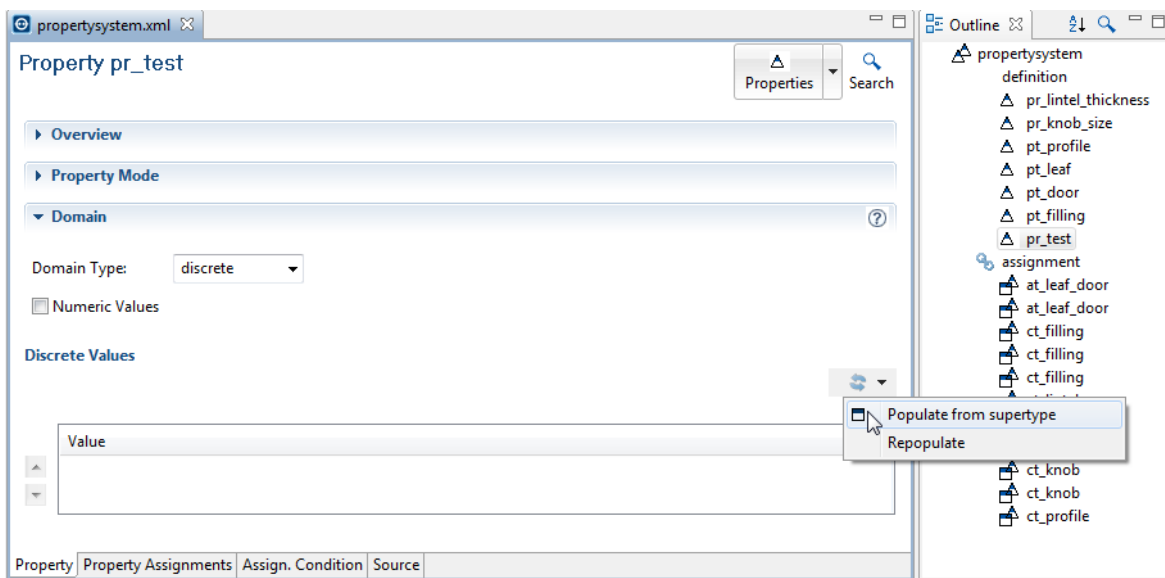 propertysystem.xml
Property pr_test
Properties
Search
Overview
Property Mode
Domain
Domain Type:
discrete
Numeric Values
Discrete Values
Populate from supertype
Repopulate
Value
Property
Property Assignments
Assign. Condition
Source
Outline
propertysystem
definition
pr_lintel_thickness
pr_knob_size
pt_profile
pt_leaf
pt_door
pt_filling
pr_test
assignment
at_leaf_door
at_leaf_door
ct_filling
ct_filling
ct_filling
ct_knob
ct_knob
ct_profile